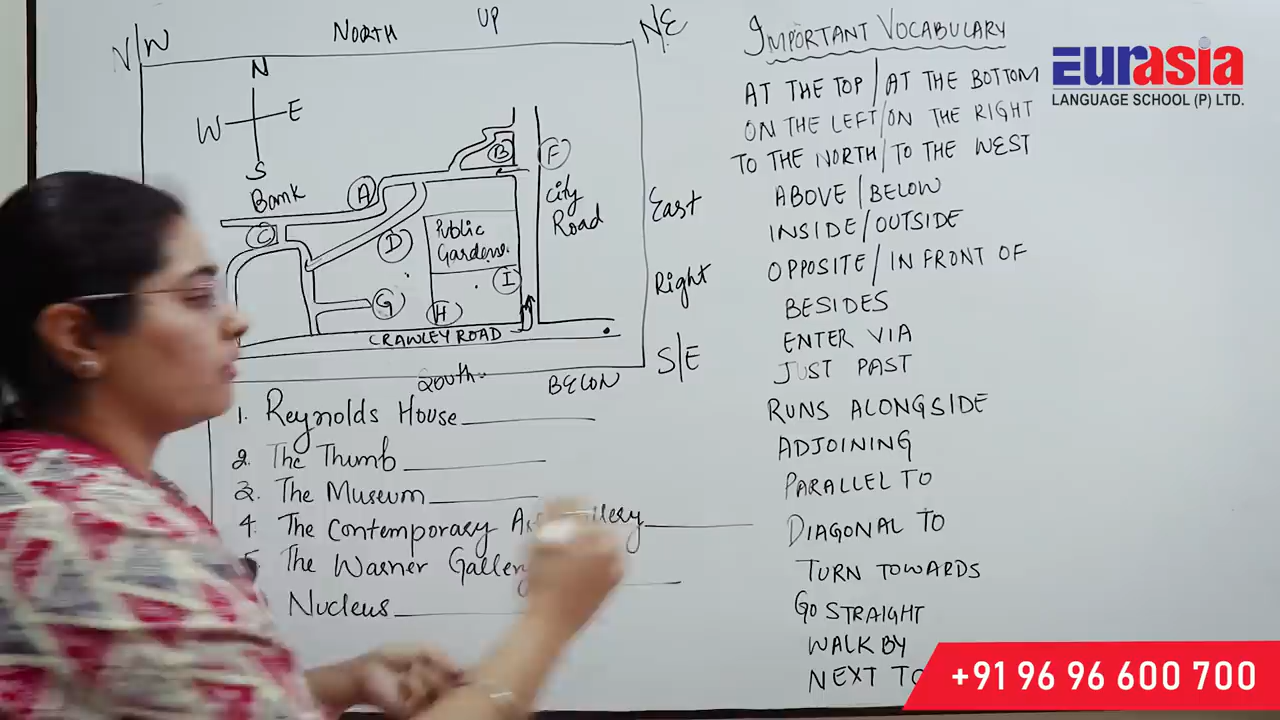 N/W
NORTH
UP
N.E
N
W
E
S
Bank
A
B
F
City
Road
East
C
D
Public
Gardens.
I
Right
G
H
CRAWLEY ROAD
S/E
South
BELOW
1. Reynolds House
2. The Thumb
3. The Museum
4. The Contemporary
5. The Warner Gallery
Nucleus
IMPORTANT VOCABULARY
AT THE TOP/AT THE BOTTOM
ON THE LEFT/ON THE RIGHT
TO THE NORTH/TO THE WEST
ABOVE/BELOW
INSIDE/OUTSIDE
OPPOSITE/IN FRONT OF
BESIDES
ENTER VIA
JUST PAST
RUNS ALONGSIDE
ADJOINING
PARALLEL TO
DIAGONAL TO
TURN TOWARDS
GO STRAIGHT
WALK BY
NEXT TO
Eurasia
LANGUAGE SCHOOL (P) LTD.
+91 96 96 600 700